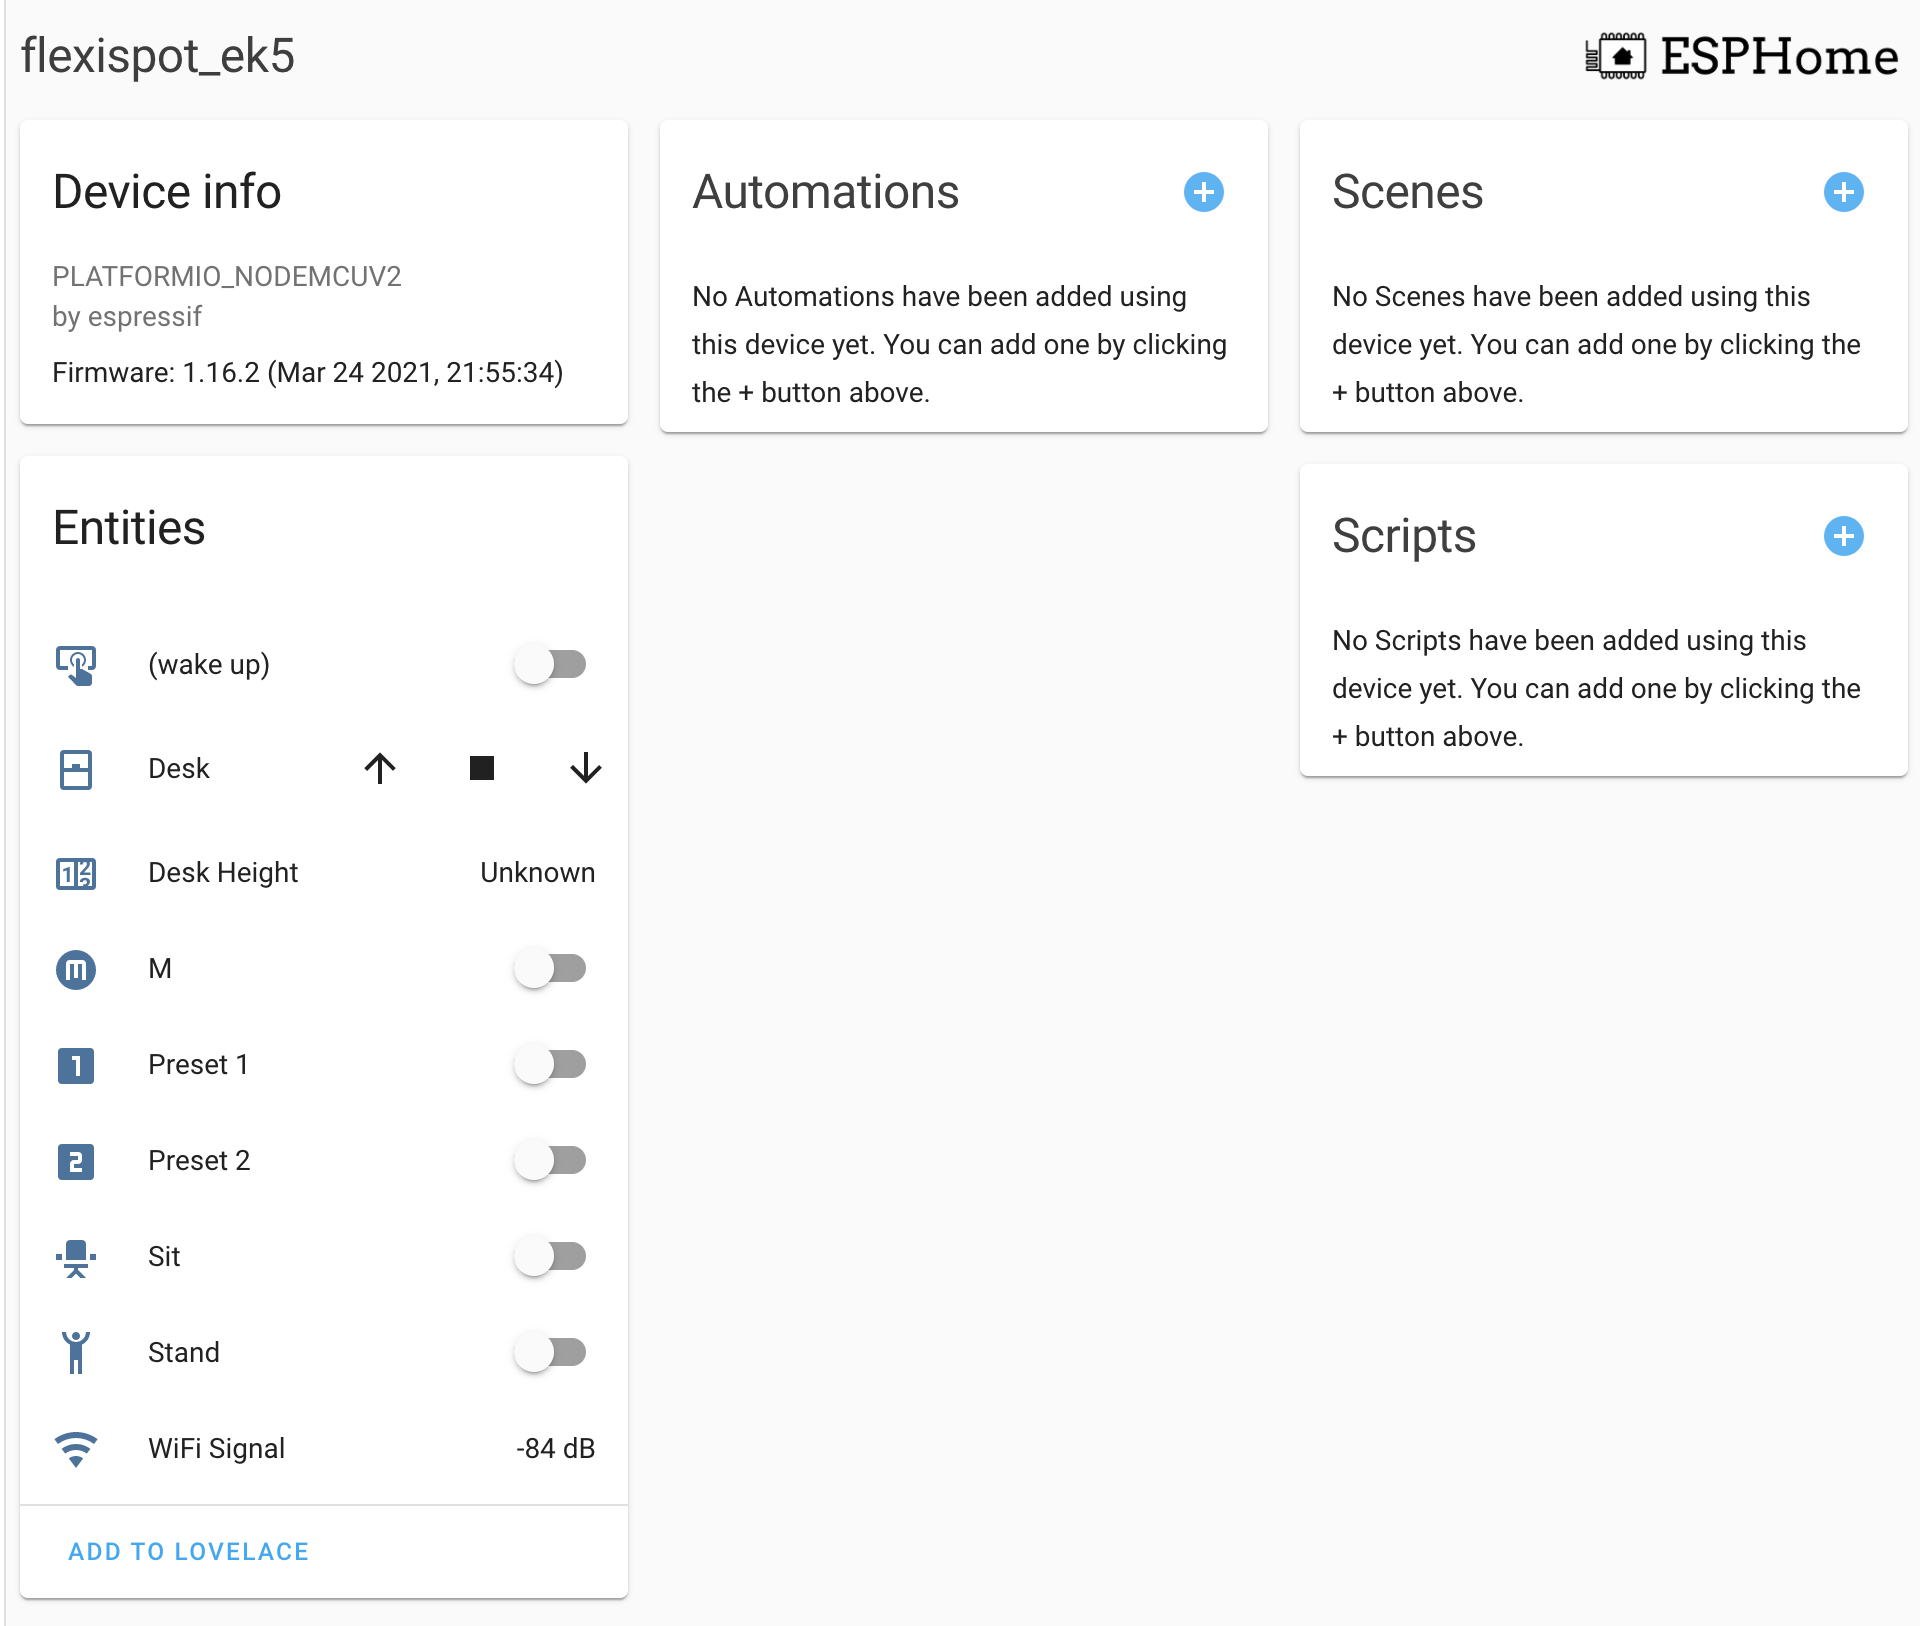 flexispot_ek5
ESPHome
Device info
PLATFORMIO_NODEMCUV2
by espressif
Firmware: 1.16.2 (Mar 24 2021, 21:55:34)
Automations
No Automations have been added using
this device yet. You can add one by clicking
the + button above.
Scenes
No Scenes have been added using this
device yet. You can add one by clicking the
+ button above.
Entities
(wake up)
Desk
Desk Height Unknown
M
Preset 1
Preset 2
Sit
Stand
WiFi Signal -84 dB
ADD TO LOVELACE
Scripts
No Scripts have been added using this
device yet. You can add one by clicking the
+ button above.